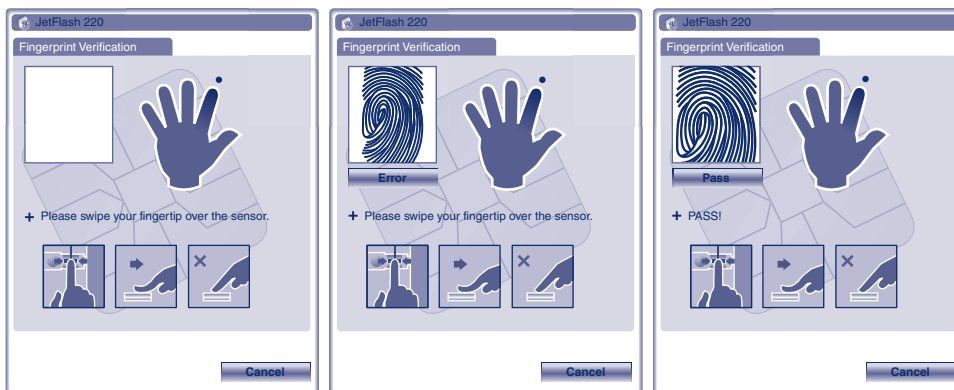 JetFlash 220
Fingerprint Verification
Please swipe your fingertip over the sensor.
Cancel
JetFlash 220
Fingerprint Verification
Error
Please swipe your fingertip over the sensor.
Cancel
JetFlash 220
Fingerprint Verification
Pass
PASS!
Cancel